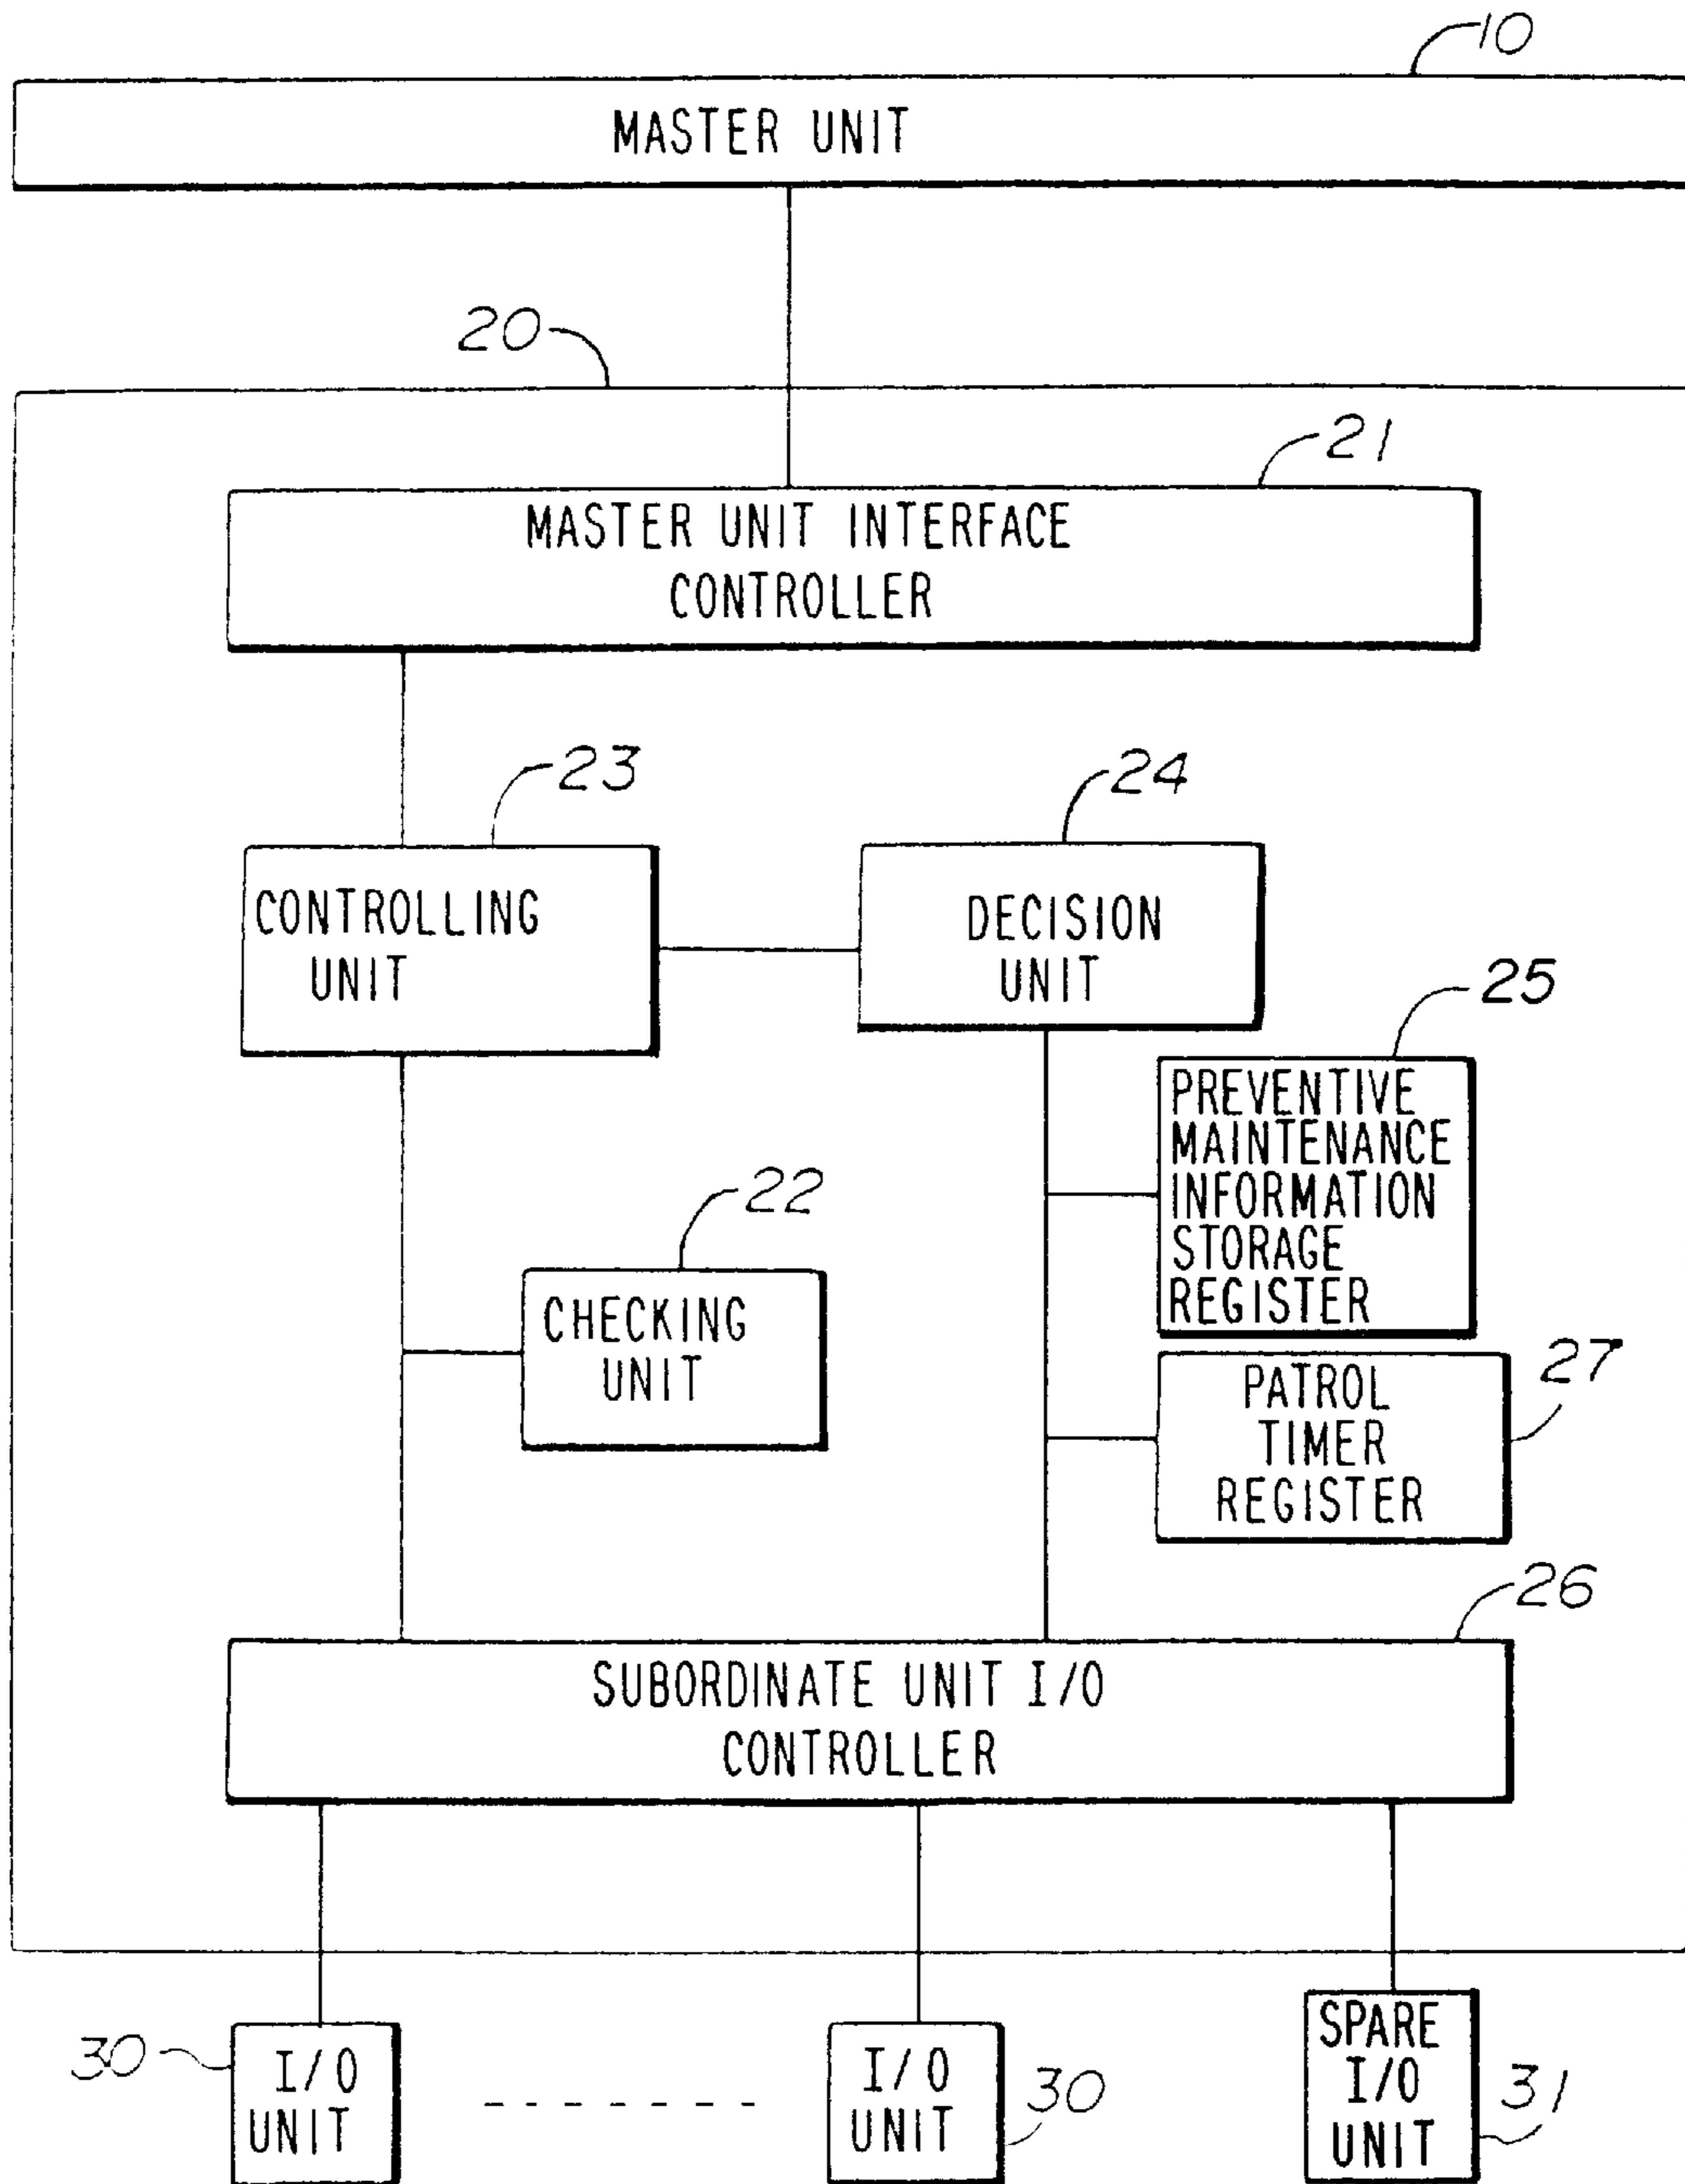 10
MASTER UNIT
20
21
MASTER UNIT INTERFACE
CONTROLLER
23
24
CONTROLLING
UNIT
DECISION
UNIT
25
PREVENTIVE
MAINTENANCE
INFORMATION
STORAGE
REGISTER
22
CHECKING
UNIT
27
PATROL
TIMER
REGISTER
26
SUBORDINATE UNIT I/O
CONTROLLER
30
I/O
UNIT
I/O
UNIT
30
SPARE
I/O
UNIT
31